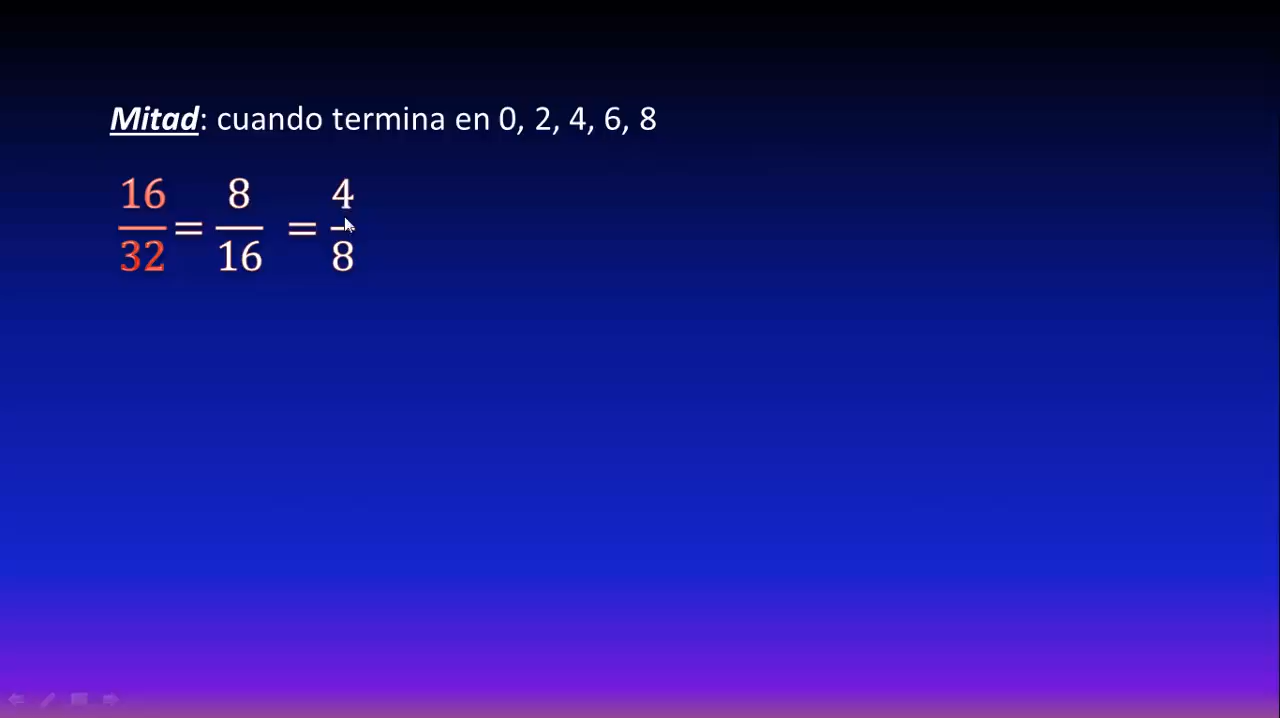 Mitad: cuando termina en 0, 2, 4, 6, 8
16/32 = 8/16 = 4/8